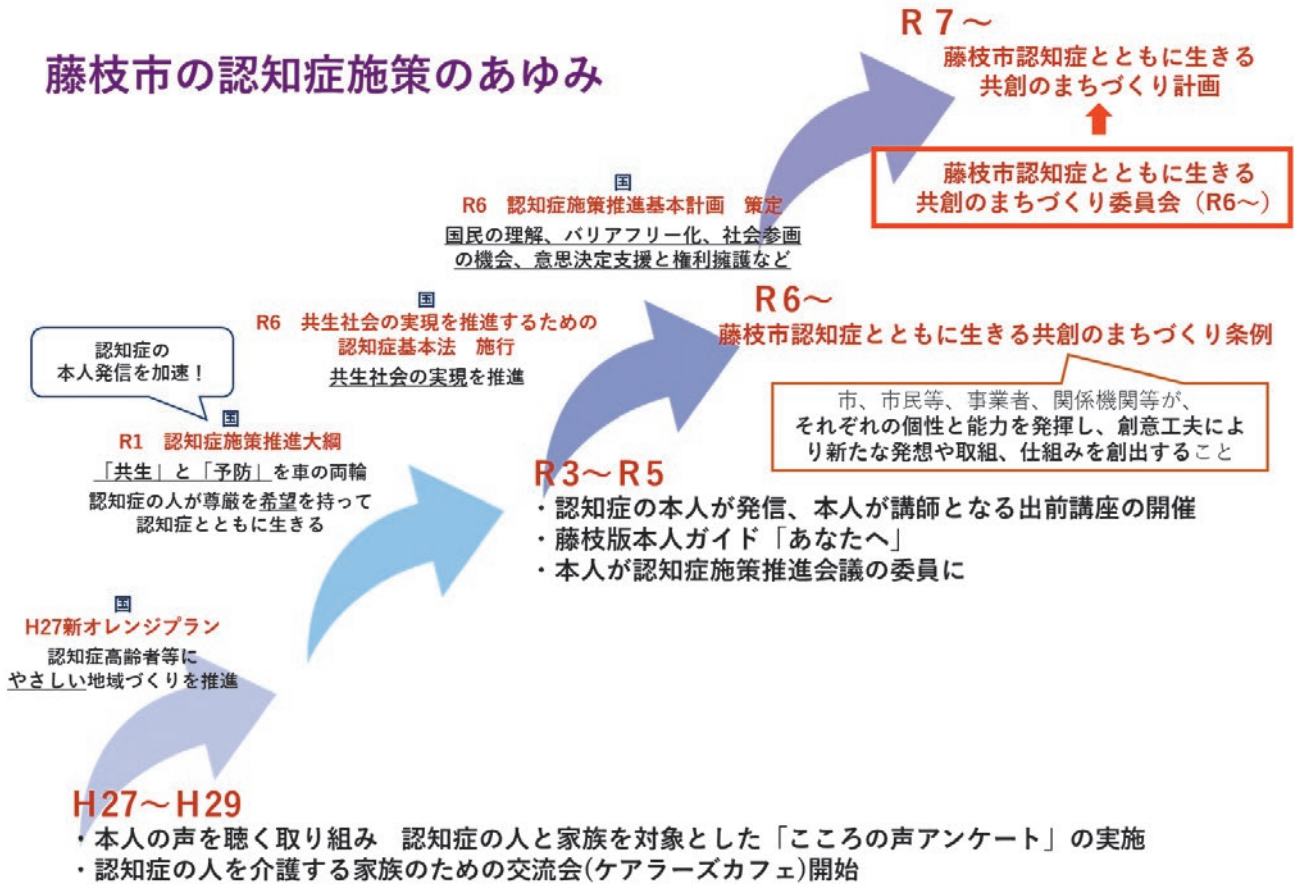 藤枝市の認知症施策のあゆみ
R 7～
藤枝市認知症とともに生きる
共創のまちづくり計画
藤枝市認知症とともに生きる
共創のまちづくり委員会（R6～）
国
R6　認知症施策推進基本計画　策定
国民の理解、バリアフリー化、社会参画
の機会、意思決定支援と権利擁護など
R6～
藤枝市認知症とともに生きる共創のまちづくり条例
市、市民等、事業者、関係機関等が、
それぞれの個性と能力を発揮し、創意工夫によ
り新たな発想や取組、仕組みを創出すること
国
R6　共生社会の実現を推進するための
認知症基本法　施行
共生社会の実現を推進
認知症の
本人発信を加速！
国
R1　認知症施策推進大綱
「共生」と「予防」を車の両輪
認知症の人が尊厳を希望を持って
認知症とともに生きる
R3～R5
・認知症の本人が発信、本人が講師となる出前講座の開催
・藤枝版本人ガイド「あなたへ」
・本人が認知症施策推進会議の委員に
国
H27新オレンジプラン
認知症高齢者等に
やさしい地域づくりを推進
H27～H29
・本人の声を聴く取り組み　認知症の人と家族を対象とした「こころの声アンケート」の実施
・認知症の人を介護する家族のための交流会(ケアラーズカフェ)開始